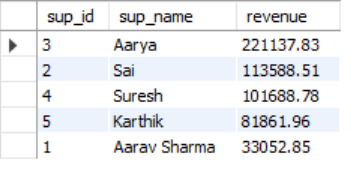 sup_id sup_name revenue
3 Aarya 221137.83
2 Sai 113588.51
4 Suresh 101688.78
5 Karthik 81861.96
1 Aarav Sharma 33052.85